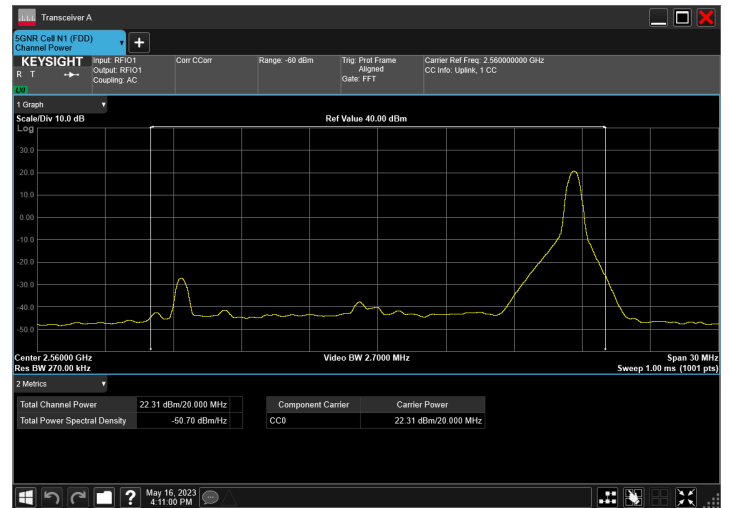 Transceiver A
5GNR Cell N1 (FDD)
Channel Power
KEYSIGHT
R T
LXI
Input: RFIO1
Output: RFIO1
Coupling: AC
Corr CCorr
Range: -60 dBm
Trig: Prot Frame
Aligned
Gate: FFT
Carrier Ref Freq: 2.560000000 GHz
CC Info: Uplink, 1 CC
1 Graph
Scale/Div 10.0 dB
Ref Value 40.00 dBm
Log
30.0
20.0
10.0
0.00
-10.0
-20.0
-30.0
-40.0
-50.0
Center 2.56000 GHz
Video BW 2.7000 MHz
Span 30 MHz
Res BW 270.00 kHz
Sweep 1.00 ms (1001 pts)
2 Metrics
Total Channel Power 22.31 dBm/20.000 MHz
Total Power Spectral Density -50.70 dBm/Hz
Component Carrier Carrier Power
CC0 22.31 dBm/20.000 MHz
May 16, 2023
4:11:00 PM